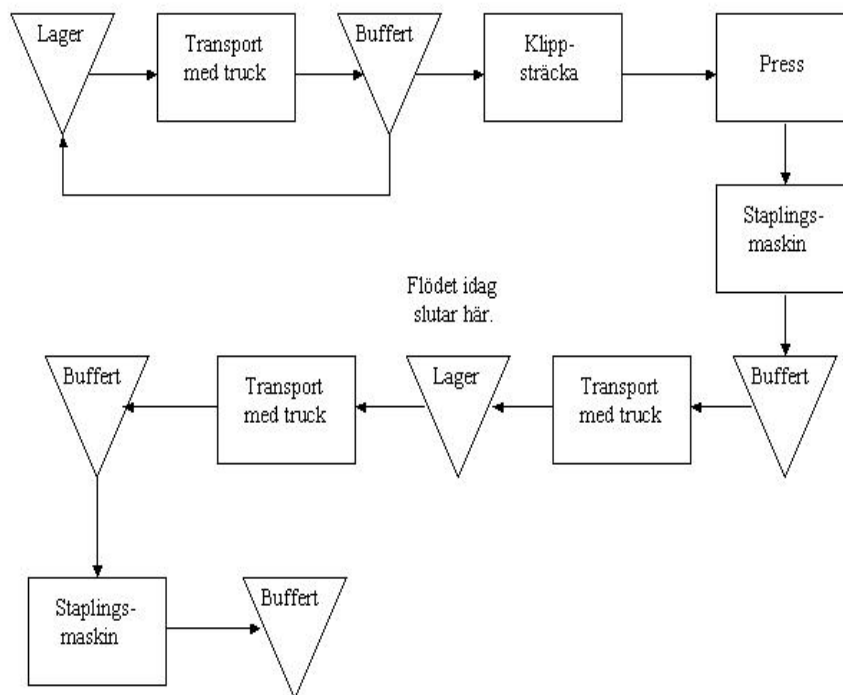 Lager
Transport
med truck
Buffert
Klipp-
sträcka
Press
Staplings-
maskin
Flödet idag
slutar här.
Buffert
Transport
med truck
Lager
Transport
med truck
Buffert
Staplings-
maskin
Buffert